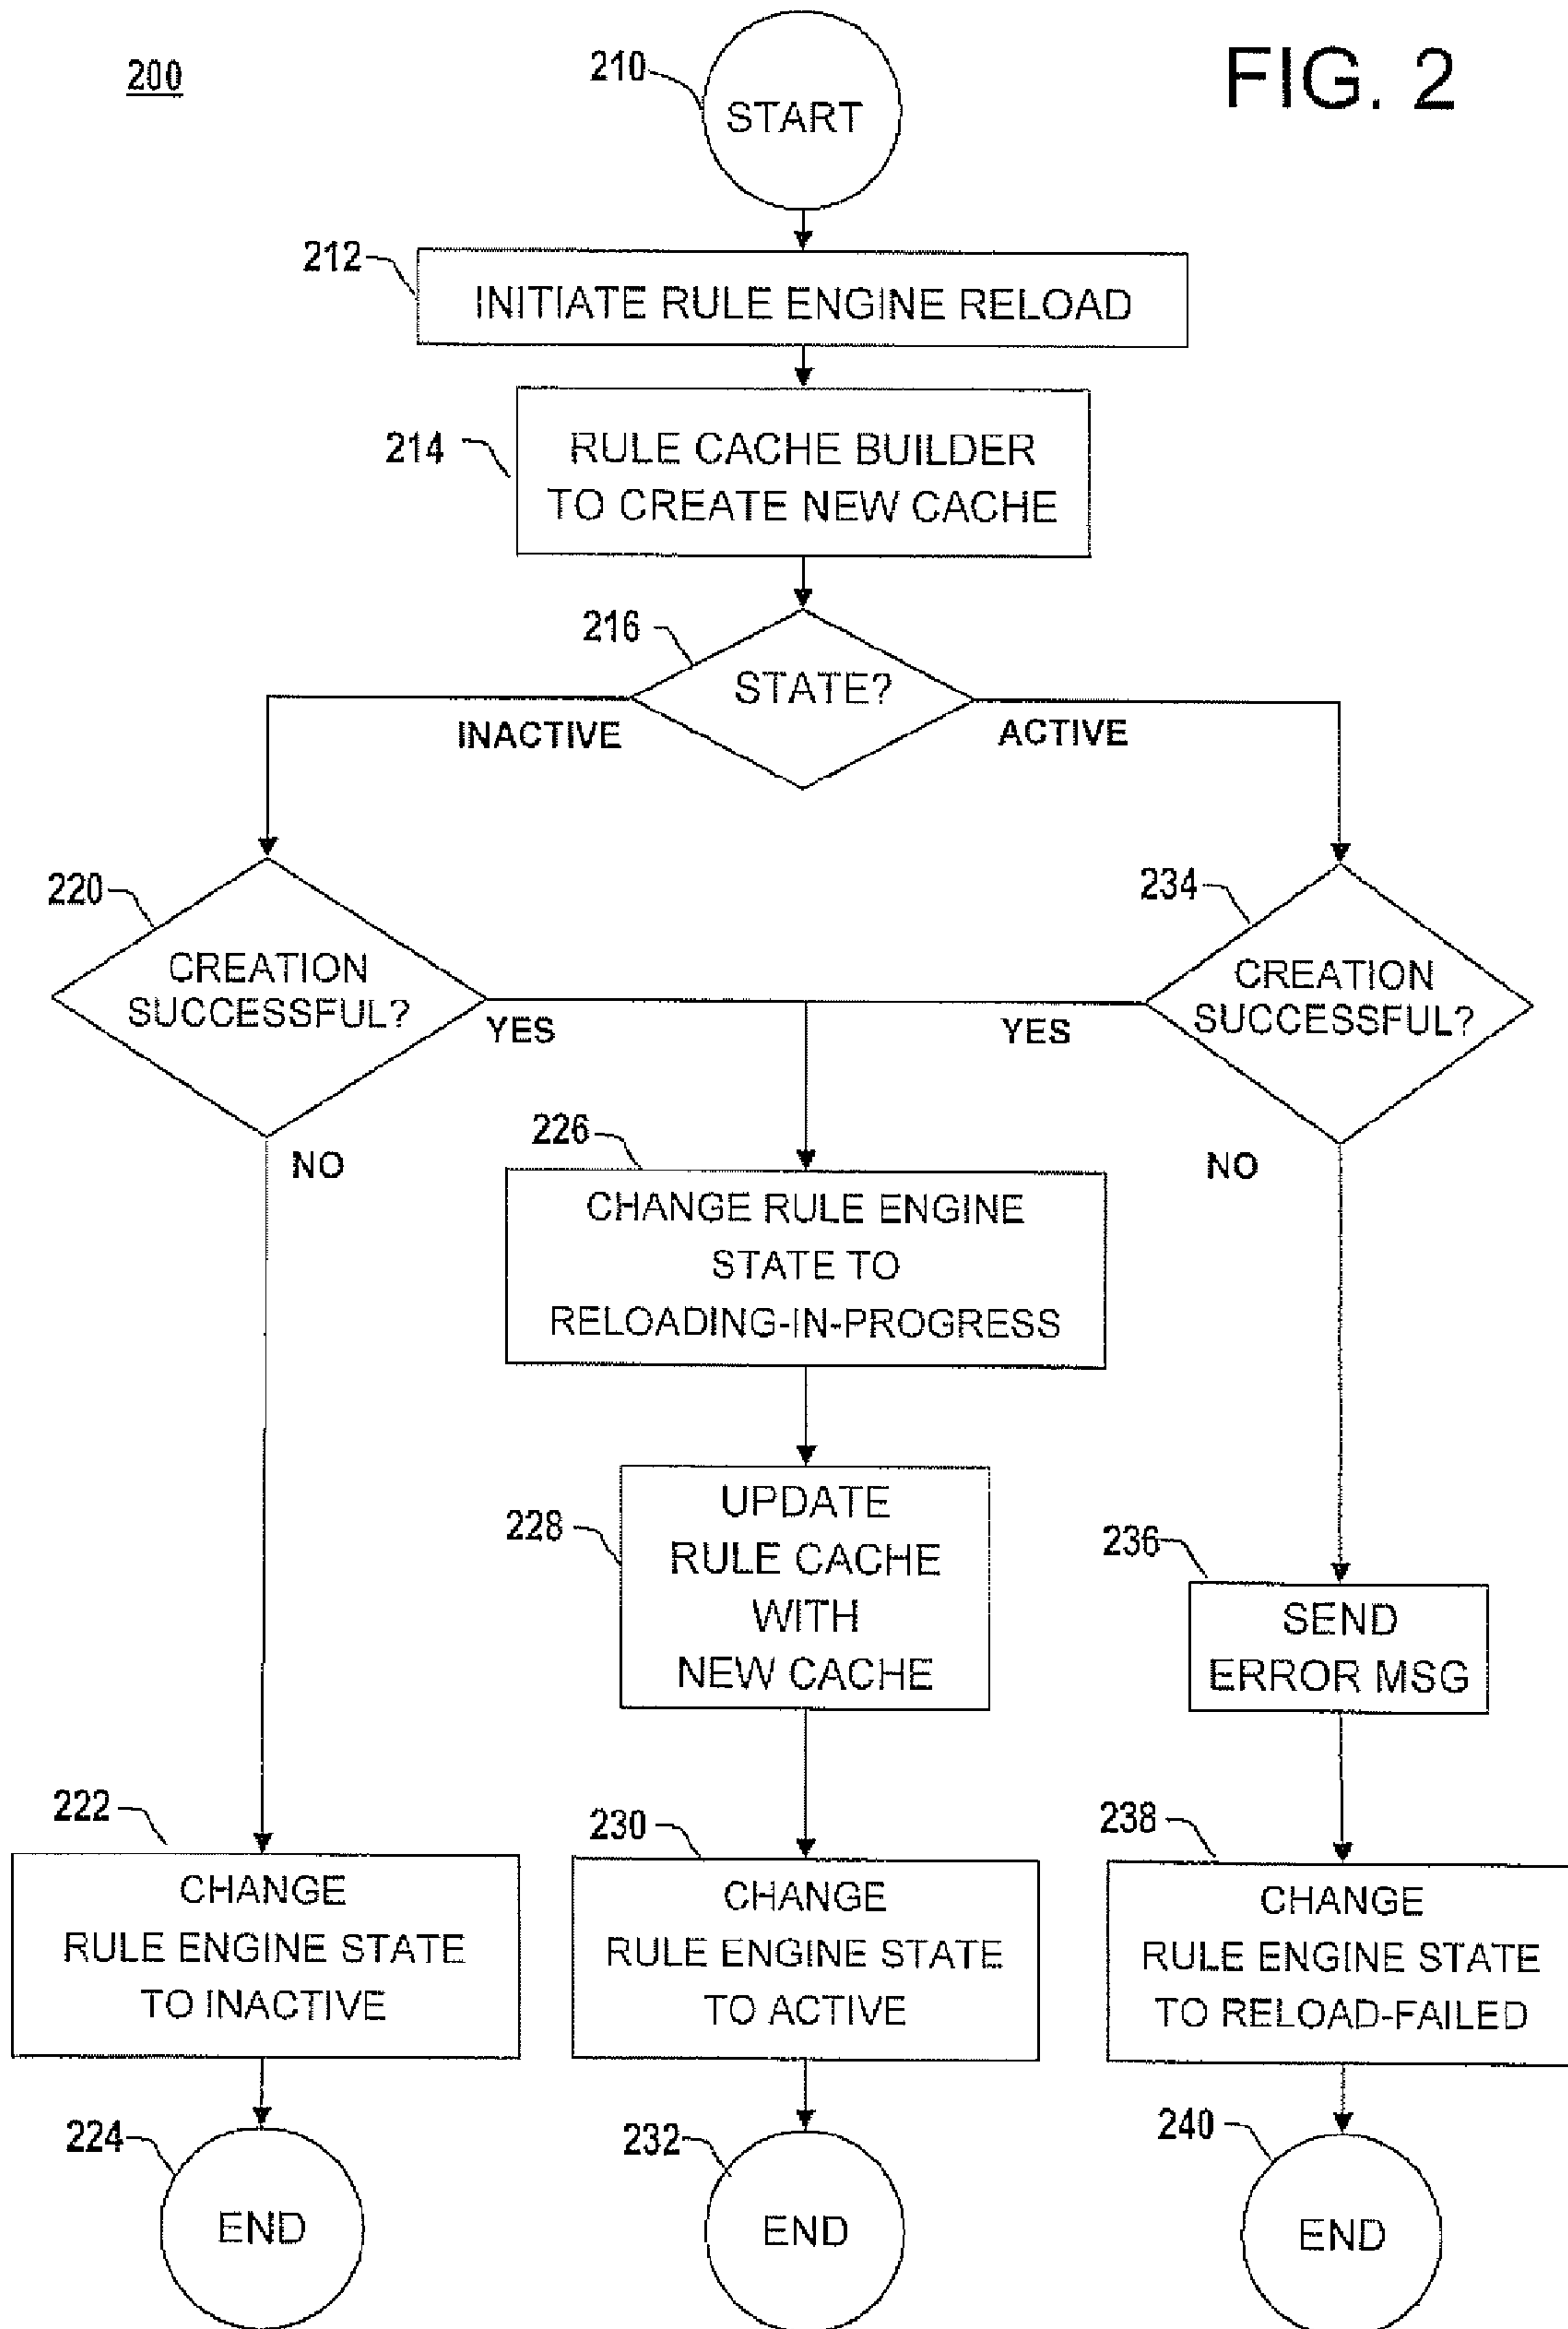 200
FIG. 2
210
START
212
INITIATE RULE ENGINE RELOAD
214
RULE CACHE BUILDER
TO CREATE NEW CACHE
216
STATE?
INACTIVE
ACTIVE
220
CREATION
SUCCESSFUL?
YES
NO
234
CREATION
SUCCESSFUL?
YES
NO
226
CHANGE RULE ENGINE
STATE TO
RELOADING-IN-PROGRESS
228
UPDATE
RULE CACHE
WITH
NEW CACHE
236
SEND
ERROR MSG
222
CHANGE
RULE ENGINE STATE
TO INACTIVE
230
CHANGE
RULE ENGINE STATE
TO ACTIVE
238
CHANGE
RULE ENGINE STATE
TO RELOAD-FAILED
224
END
232
END
240
END